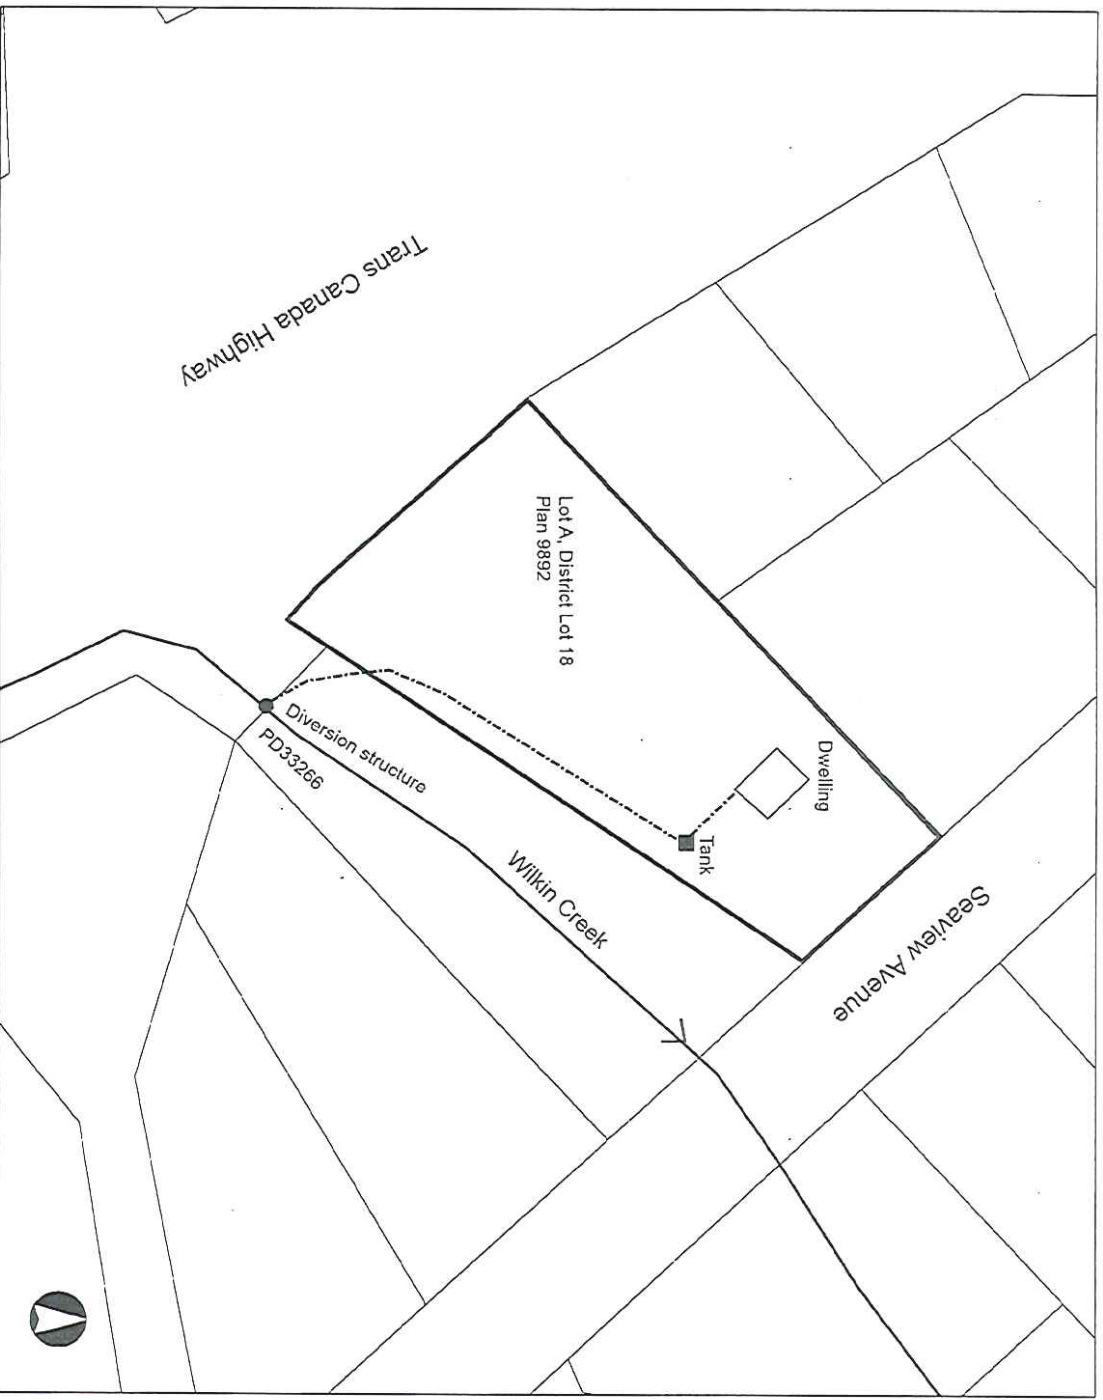 Trans Canada Highway
Lot A, District Lot 18
Plan 9892
Dwelling
Tank
Seaview Avenue
Diversion structure
PD33266
Wilkin Creek